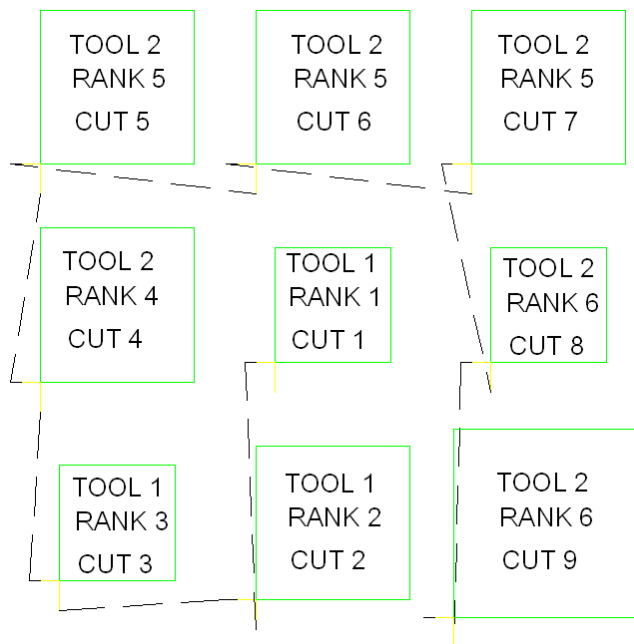 TOOL 2
RANK 5
CUT 5
TOOL 2
RANK 5
CUT 6
TOOL 2
RANK 5
CUT 7
TOOL 2
RANK 4
CUT 4
TOOL 1
RANK 1
CUT 1
TOOL 2
RANK 6
CUT 8
TOOL 1
RANK 3
CUT 3
TOOL 1
RANK 2
CUT 2
TOOL 2
RANK 6
CUT 9